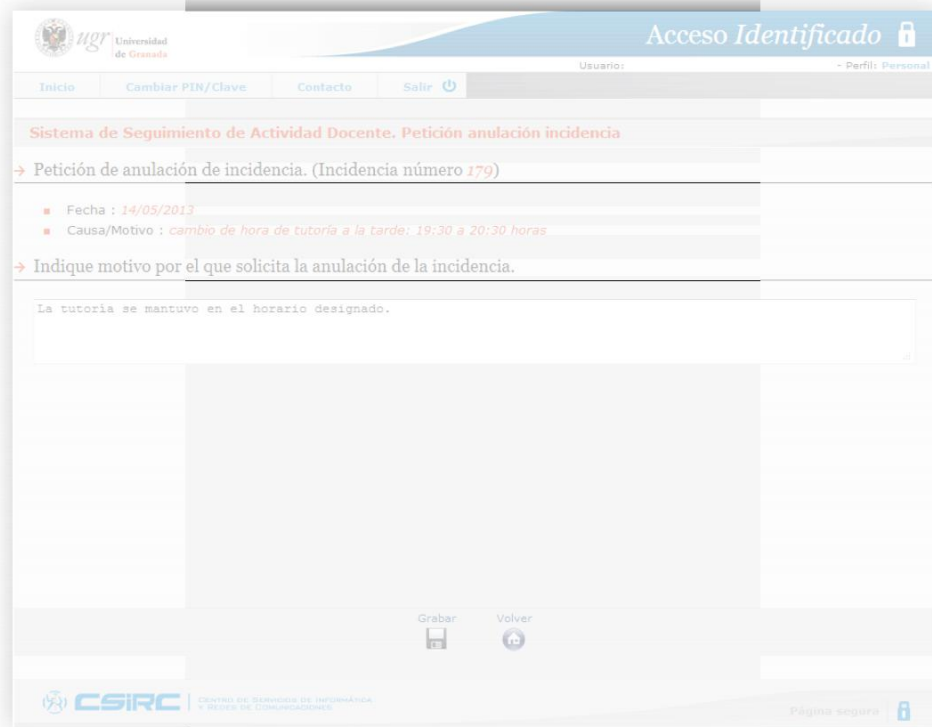 ugr Universidad de Granada
Acceso Identificado
Usuario: - Perfil: Personal
Inicio Cambiar PIN/Clave Contacto Salir
Sistema de Seguimiento de Actividad Docente. Petición anulación incidencia
Petición de anulación de incidencia. (Incidencia número 179)
Fecha : 14/05/2013
Causa/Motivo : cambio de hora de tutoría a la tarde: 19:30 a 20:30 horas
Indique motivo por el que solicita la anulación de la incidencia.
La tutoría se mantuvo en el horario designado.
Grabar Volver
CSIRC CENTRO DE SERVICIOS DE INFORMÁTICA
Y REDES DE COMUNICACIONES
Página segura